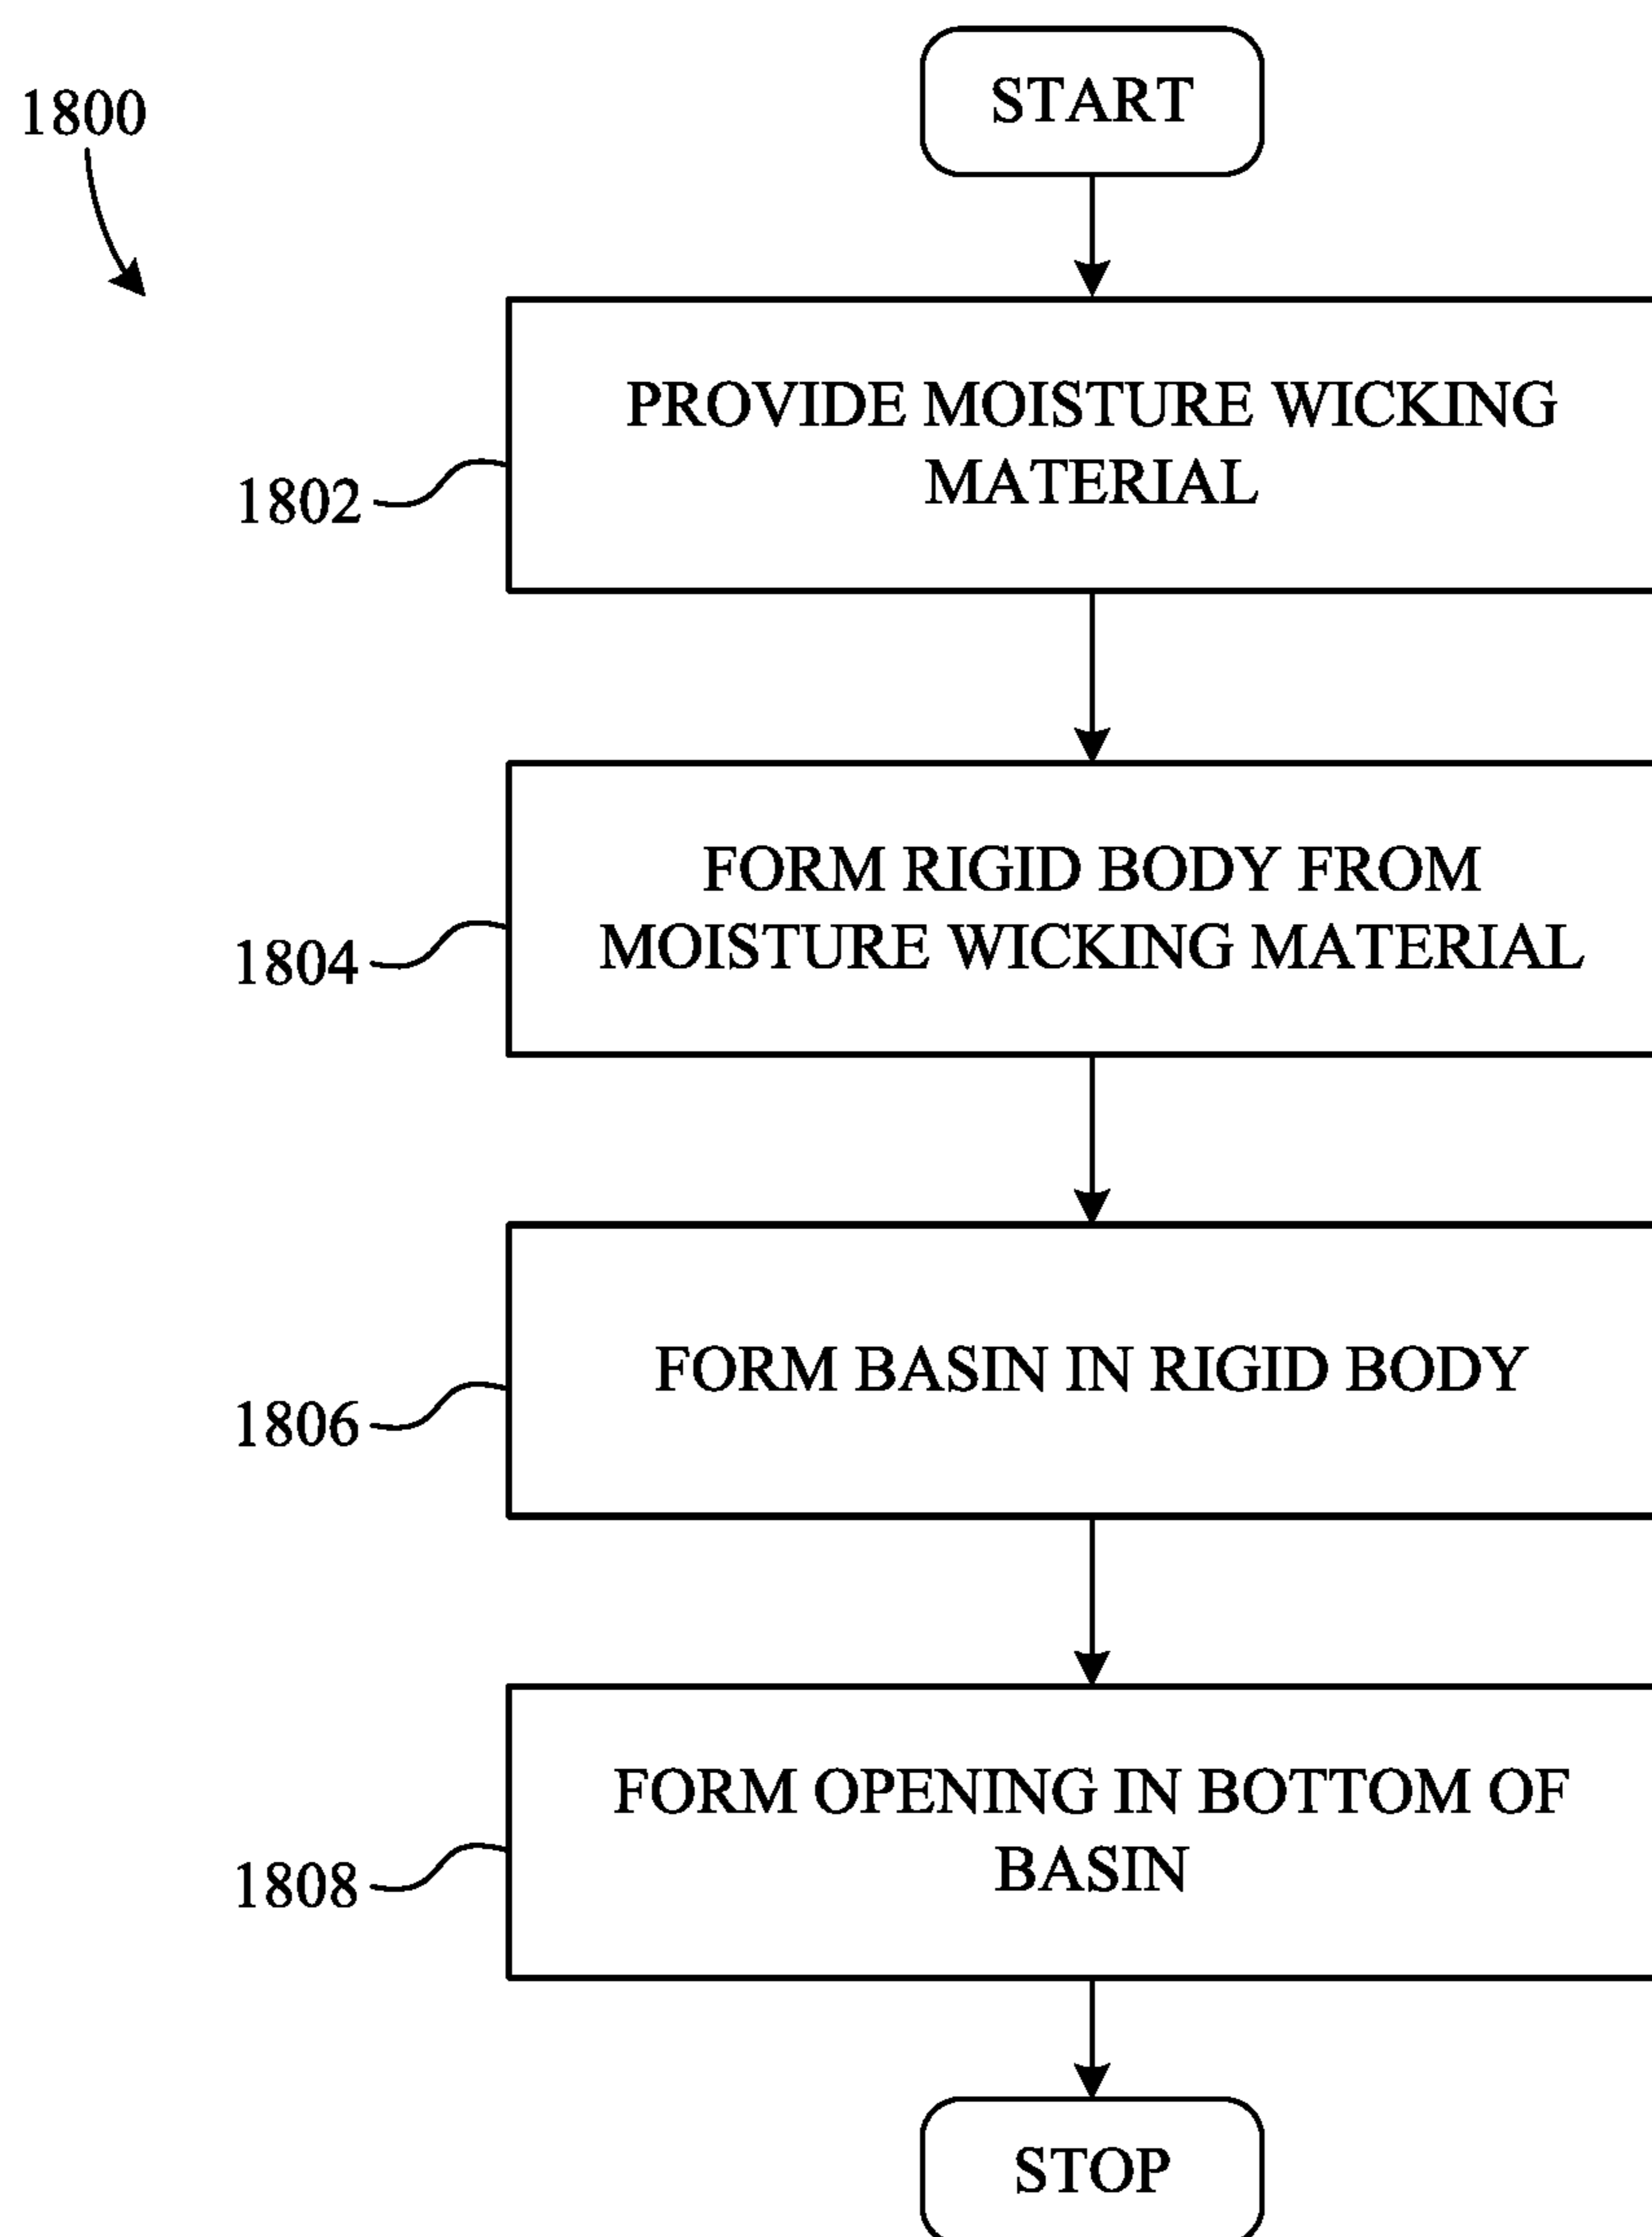 1800
START
PROVIDE MOISTURE WICKING
MATERIAL
1802
FORM RIGID BODY FROM
MOISTURE WICKING MATERIAL
1804
FORM BASIN IN RIGID BODY
1806
FORM OPENING IN BOTTOM OF
BASIN
1808
STOP